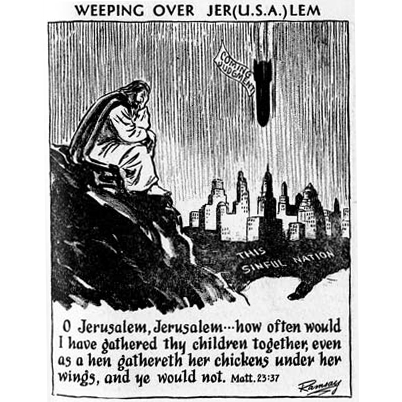 WEEPING OVER JER(U.S.A.)LEM
COMING
JUDGMENT
THIS
SINFUL NATION
O Jerusalem, Jerusalem---how often would
I have gathered thy children together, even
as a hen gathereth her chickens under her
wings, and ye would not. Matt. 23:37
Ramsay